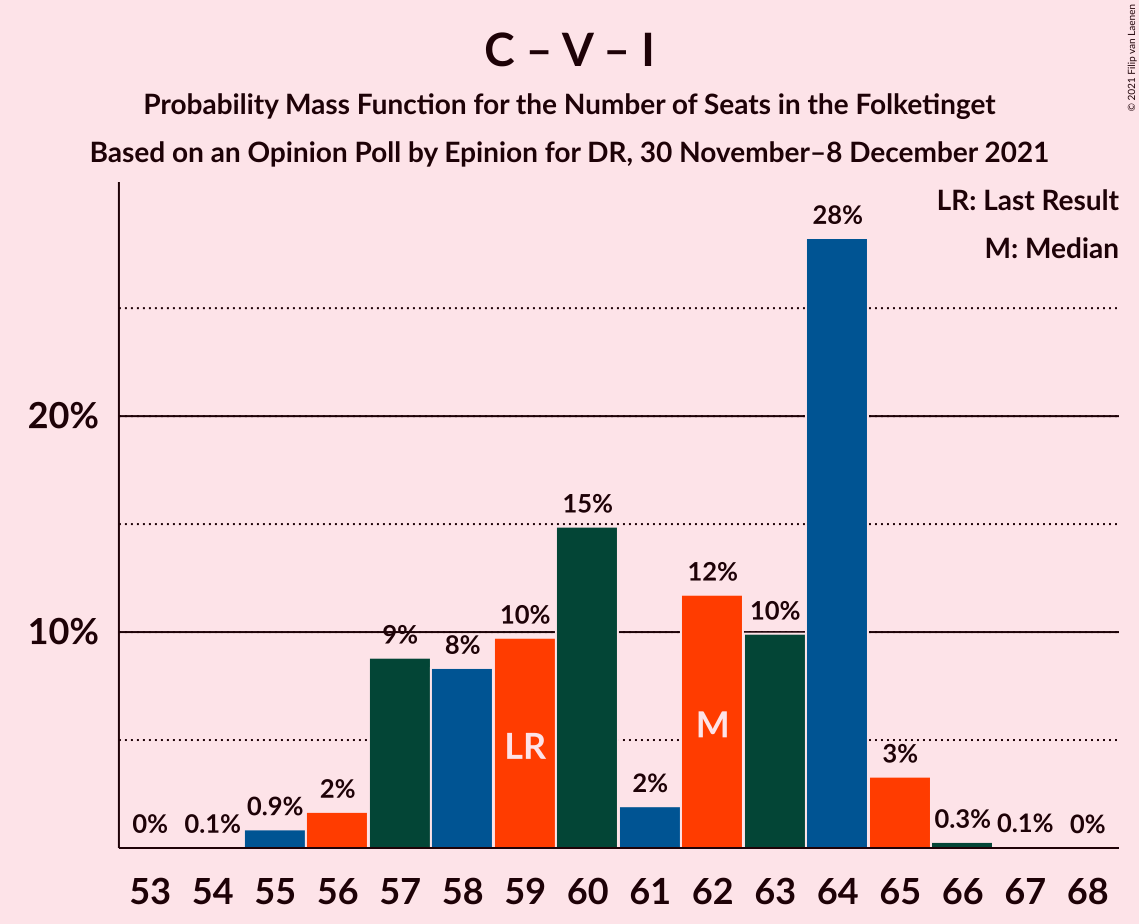 C – V – I
Probability Mass Function for the Number of Seats in the Folketinget
Based on an Opinion Poll by Epinion for DR, 30 November–8 December 2021
© 2021 Filip van Laenen
LR: Last Result
M: Median
28%
20%
15%
12%
10%
10%
10%
9%
8%
LR
M
3%
2%
2%
0.9%
0% 0.1%
0.3% 0.1% 0%
53 54 55 56 57 58 59 60 61 62 63 64 65 66 67 68